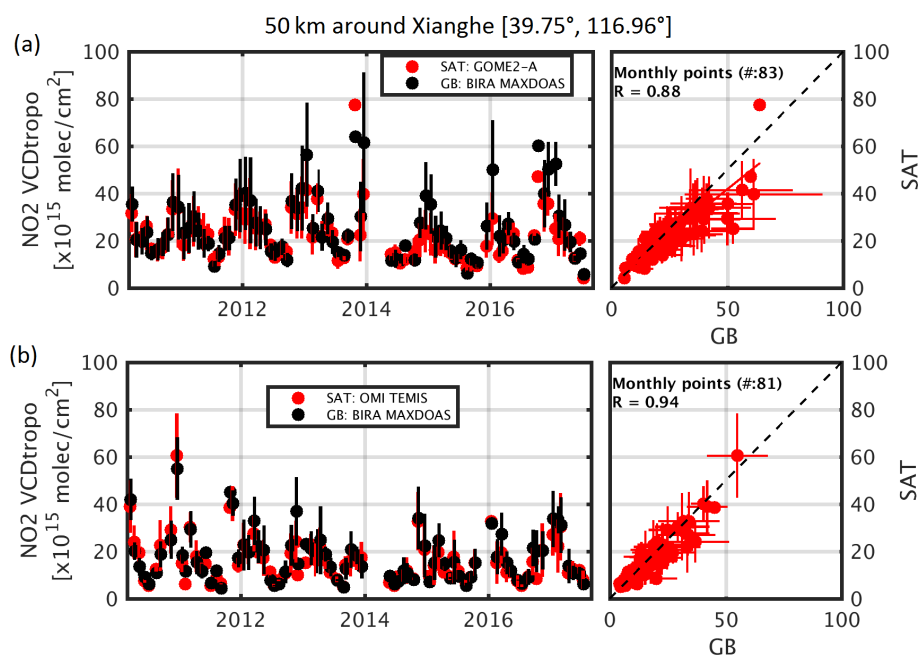 50 km around Xianghe [39.75°, 116.96°]
(a)
NO2 VCDtropo
[x10^15 molec/cm^2]
100
80
60
40
20
0
2012
2014
2016
SAT: GOME2-A
GB: BIRA MAXDOAS
Monthly points (#:83)
R = 0.88
0
50
100
GB
100
80
60
40
20
0
SAT
(b)
NO2 VCDtropo
[x10^15 molec/cm^2]
100
80
60
40
20
0
2012
2014
2016
SAT: OMI TEMIS
GB: BIRA MAXDOAS
Monthly points (#:81)
R = 0.94
0
50
100
GB
100
80
60
40
20
0
SAT